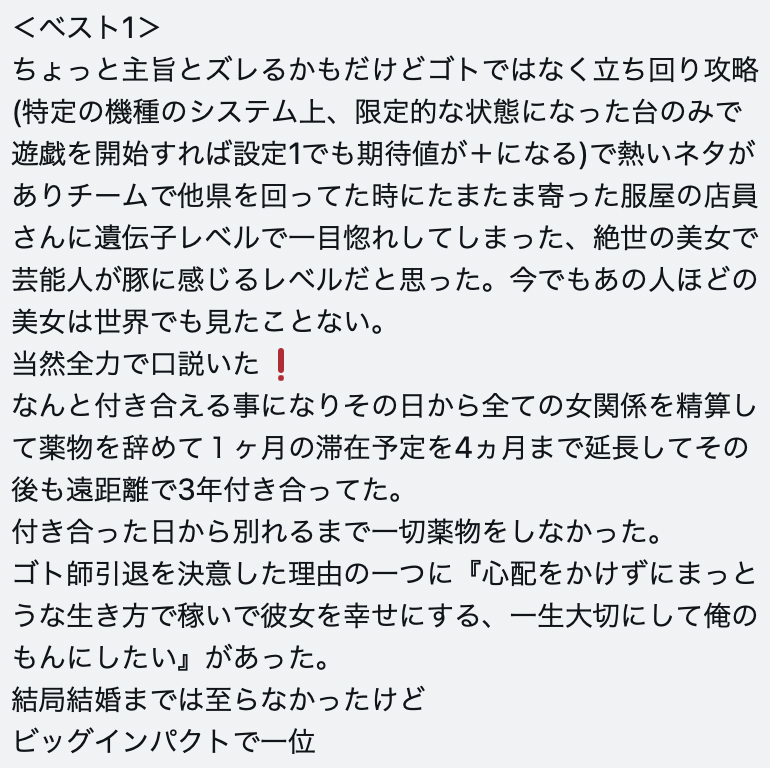 ＜ベスト1＞
ちょっと主旨とズレるかもだけどゴトではなく立ち回り攻略
(特定の機種のシステム上、限定的な状態になった台のみで
遊戯を開始すれば設定1でも期待値が＋になる)で熱いネタが
ありチームで他県を回ってた時にたまたま寄った服屋の店員
さんに遺伝子レベルで一目惚れしてしまった、絶世の美女で
芸能人が豚に感じるレベルだと思った。今でもあの人ほどの
美女は世界でも見たことない。
当然全力で口説いた❗
なんと付き合える事になりその日から全ての女関係を精算し
て薬物を辞めて１ヶ月の滞在予定を4ヵ月まで延長してその
後も遠距離で3年付き合ってた。
付き合った日から別れるまで一切薬物をしなかった。
ゴト師引退を決意した理由の一つに『心配をかけずにまっと
うな生き方で稼いで彼女を幸せにする、一生大切にして俺の
もんにしたい』があった。
結局結婚までは至らなかったけど
ビッグインパクトで一位